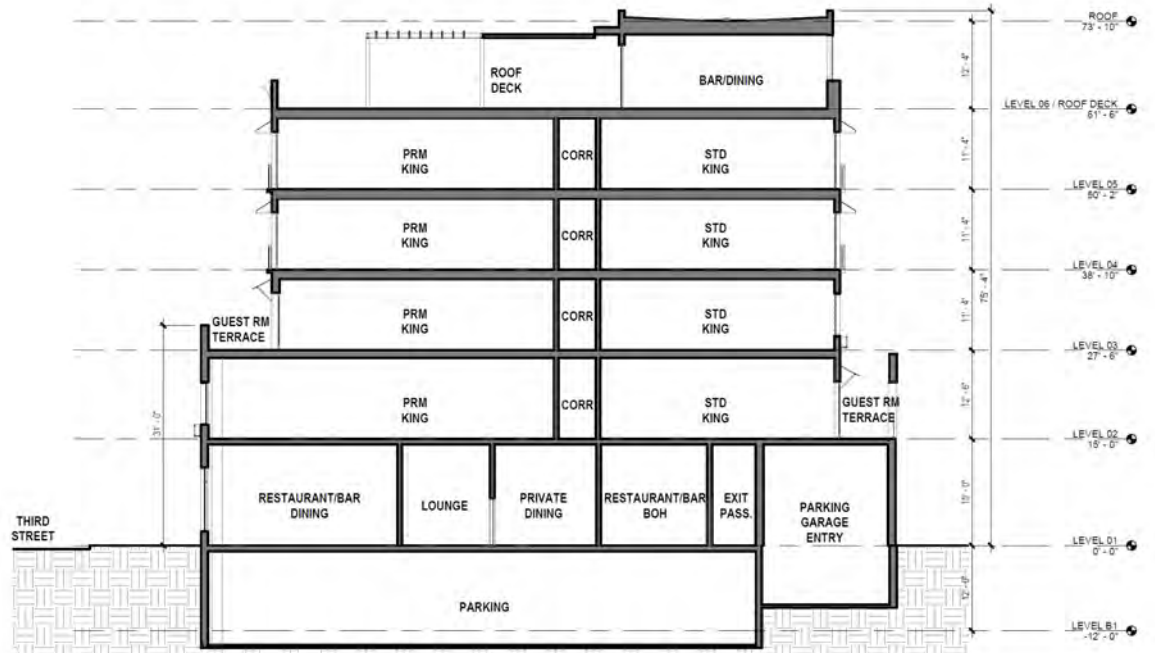 ROOF
73' - 10"
12' - 4"
ROOF
DECK
BAR/DINING
LEVEL 06 / ROOF DECK
61' - 6"
PRM
KING
CORR
STD
KING
11' - 4"
LEVEL 05
50' - 2"
PRM
KING
CORR
STD
KING
11' - 4"
LEVEL 04
38' - 10"
75' - 4"
GUEST RM
TERRACE
PRM
KING
CORR
STD
KING
11' - 4"
LEVEL 03
27' - 6"
31' - 0"
PRM
KING
CORR
STD
KING
GUEST RM
TERRACE
12' - 6"
LEVEL 02
15' - 0"
RESTAURANT/BAR
DINING
LOUNGE
PRIVATE
DINING
RESTAURANT/BAR
BOH
EXIT
PASS.
PARKING
GARAGE
ENTRY
15' - 0"
THIRD
STREET
LEVEL 01
0' - 0"
PARKING
12' - 0"
LEVEL B1
-12' - 0"